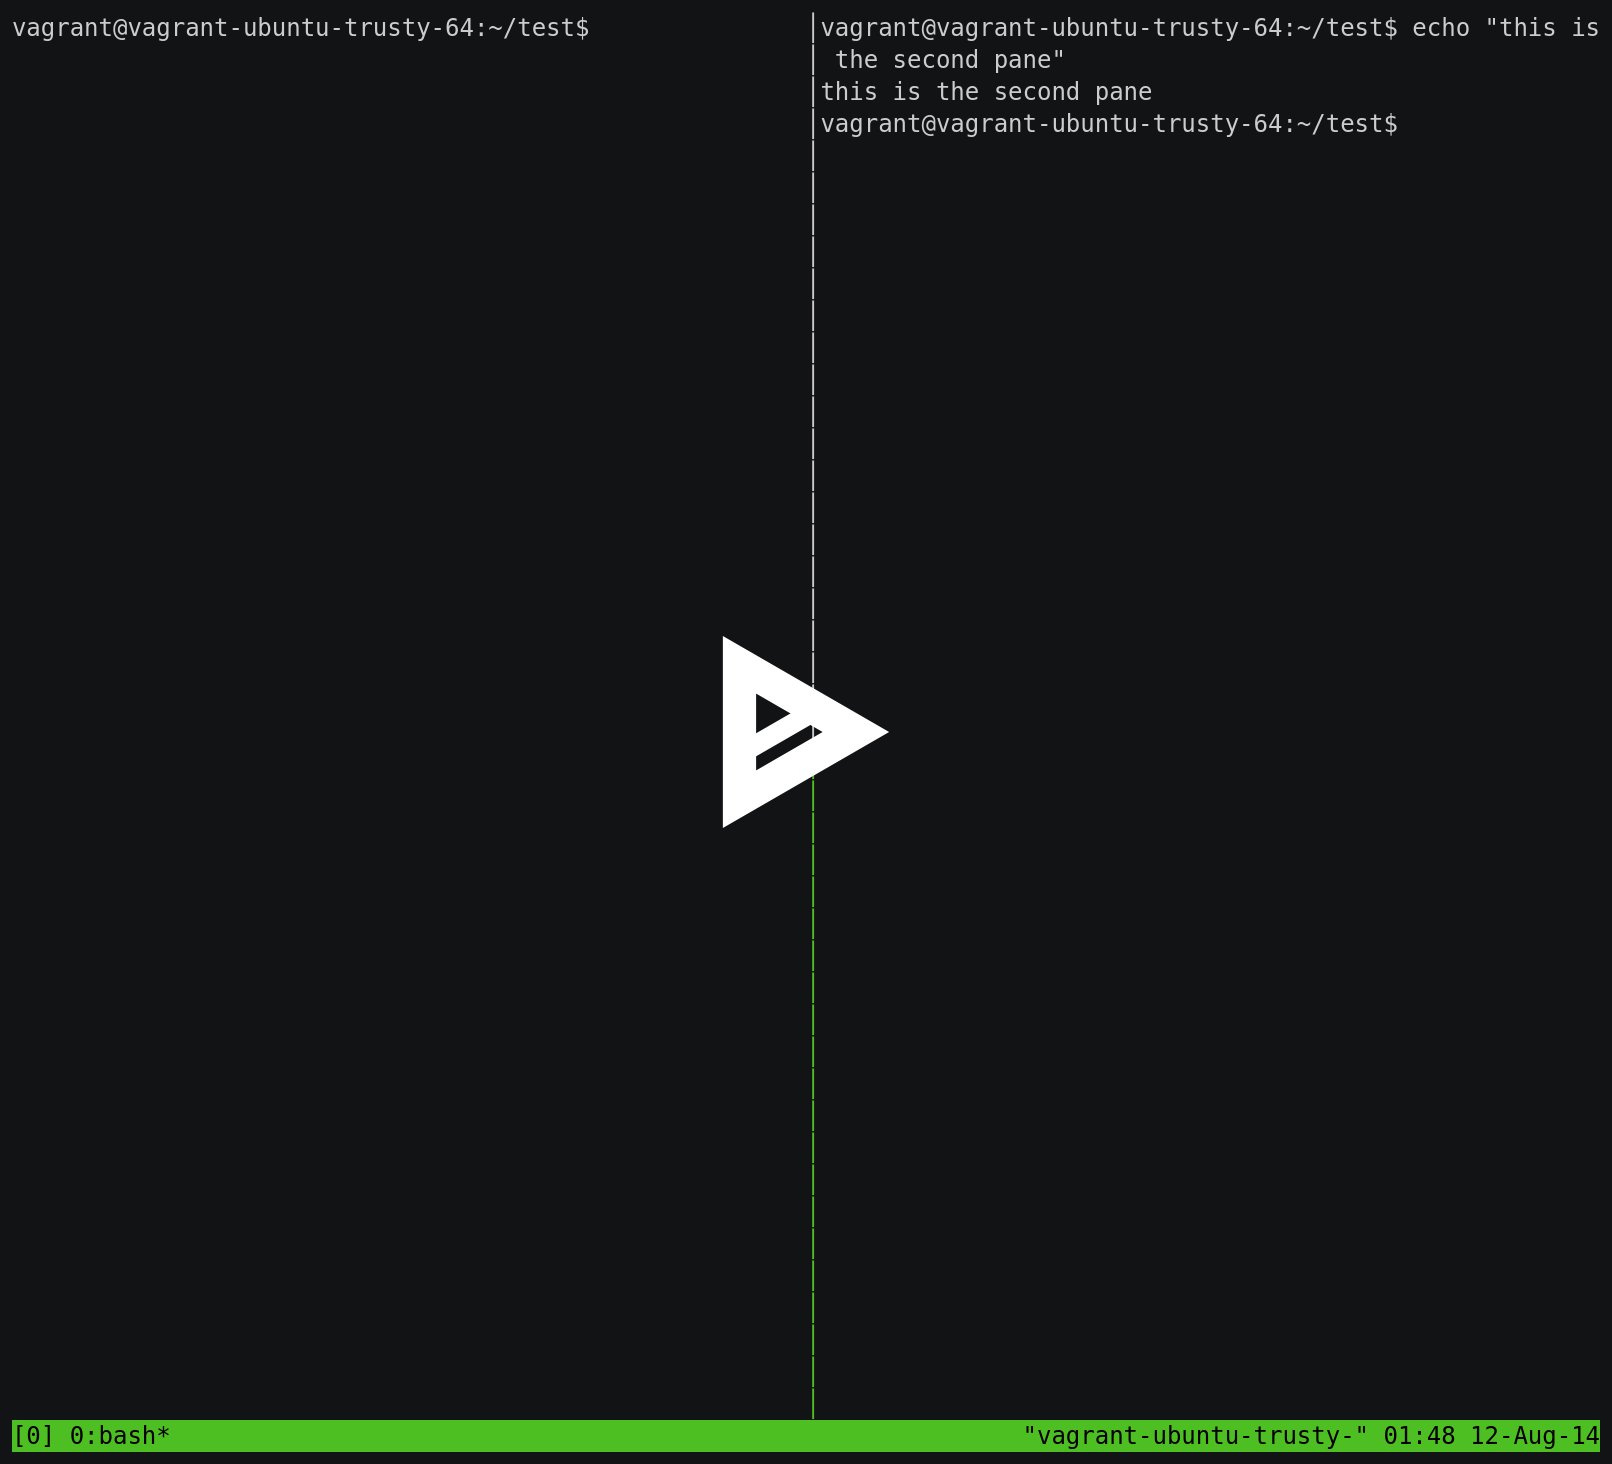 vagrant@vagrant-ubuntu-trusty-64:~/test$
vagrant@vagrant-ubuntu-trusty-64:~/test$ echo "this is
 the second pane"
this is the second pane
vagrant@vagrant-ubuntu-trusty-64:~/test$
[0] 0:bash* "vagrant-ubuntu-trusty-" 01:48 12-Aug-14